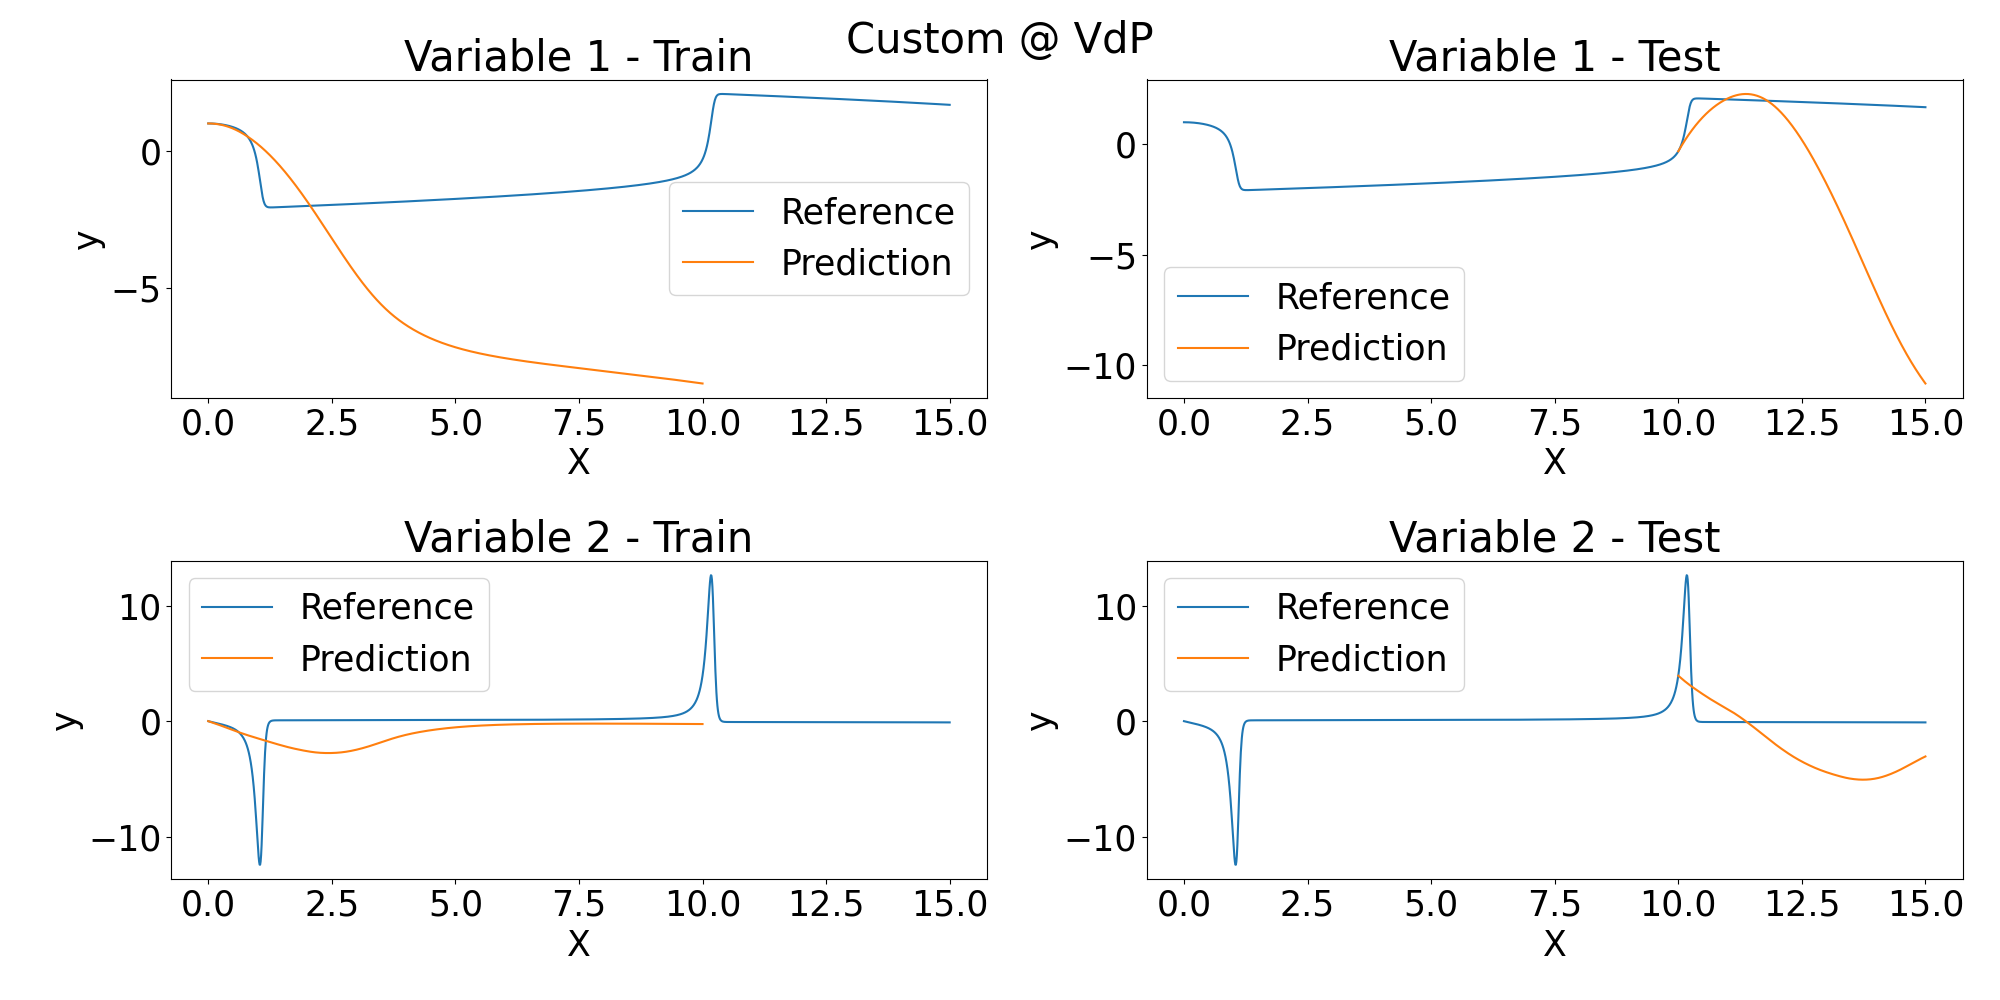 Custom @ VdP
Variable 1 - Train
0
−5
y
Reference
Prediction
0.0 2.5 5.0 7.5 10.0 12.5 15.0
X
Variable 1 - Test
0
−5
−10
y
Reference
Prediction
0.0 2.5 5.0 7.5 10.0 12.5 15.0
X
Variable 2 - Train
10
0
−10
y
Reference
Prediction
0.0 2.5 5.0 7.5 10.0 12.5 15.0
X
Variable 2 - Test
10
0
−10
y
Reference
Prediction
0.0 2.5 5.0 7.5 10.0 12.5 15.0
X